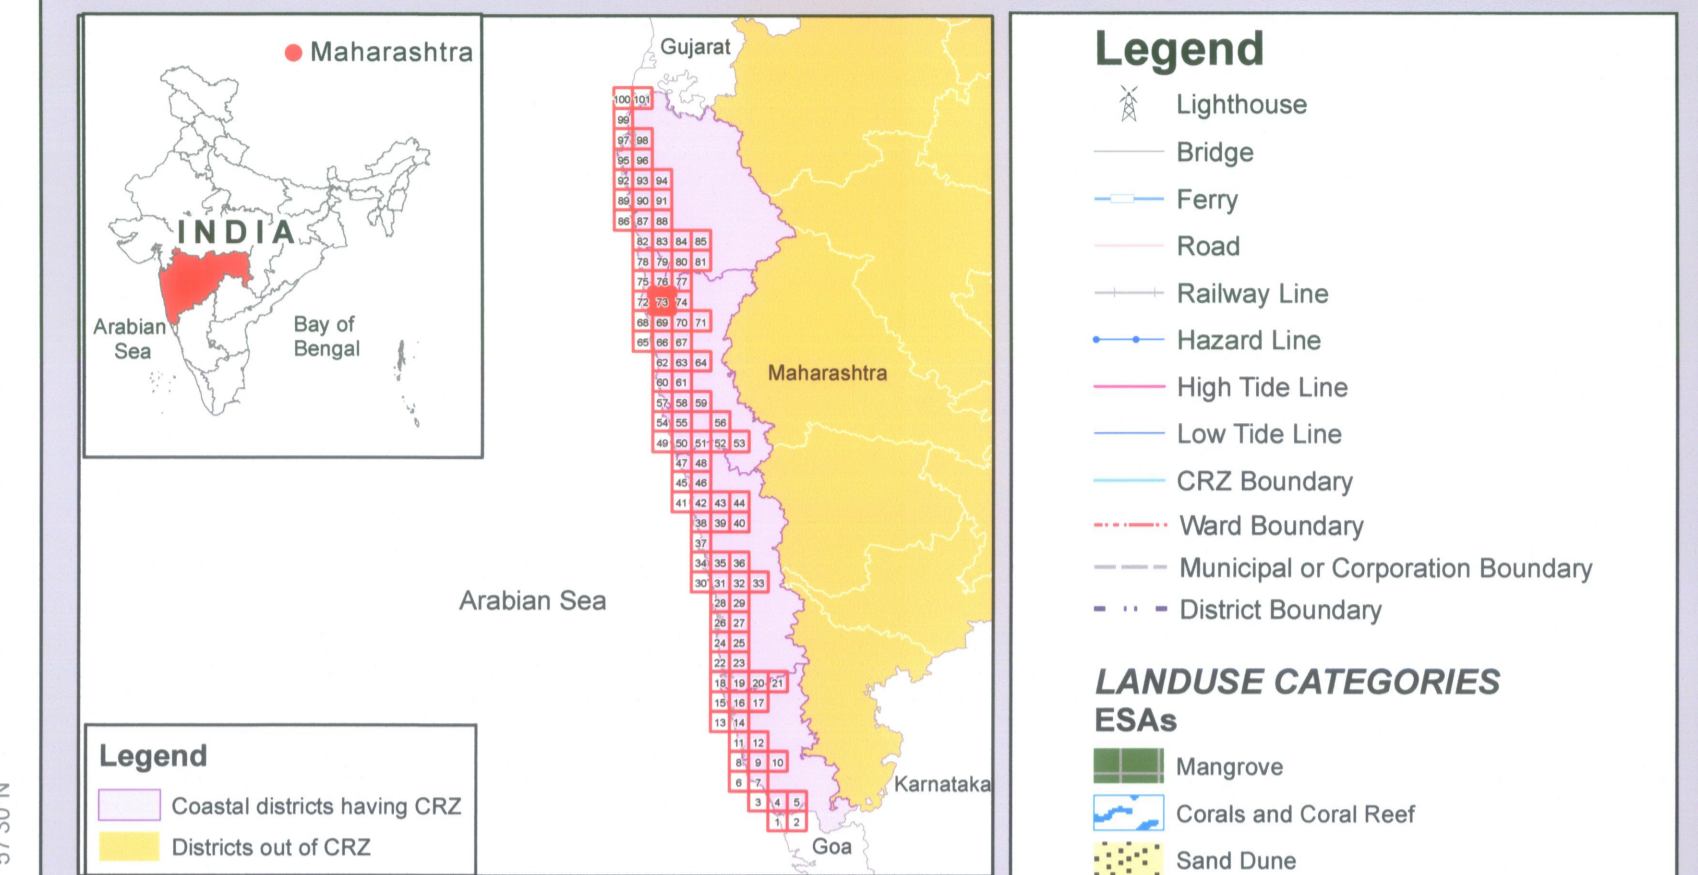 Maharashtra
INDIA
Arabian
Sea
Bay of
Bengal
Gujarat
100 101
99
97 98
95 96
92 93 94
89 90 91
86 87 88
82 83 84 85
78 79 80 81
75 76 77
72 73 74
68 69 70 71
65 66 67
62 63 64
60 61
57 58 59
54 55 56
49 50 51 52 53
47 48
45 46
41 42 43 44
38 39 40
37
34 35 36
30 31 32 33
28 29
26 27
24 25
22 23
18 19 20 21
15 16 17
13 14
11 12
8 9 10
6 7
3 4 5
1 2
Maharashtra
Arabian Sea
Karnataka
Goa
Legend
Coastal districts having CRZ
Districts out of CRZ
Legend
Lighthouse
Bridge
Ferry
Road
Railway Line
Hazard Line
High Tide Line
Low Tide Line
CRZ Boundary
Ward Boundary
Municipal or Corporation Boundary
District Boundary
LANDUSE CATEGORIES
ESAs
Mangrove
Corals and Coral Reef
Sand Dune